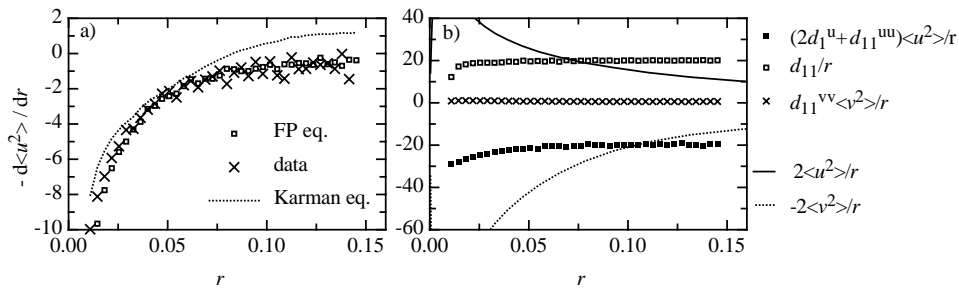 a)
- d<u²> / dr
2
0
-2
-4
-6
-8
-10
0.00
0.05
0.10
0.15
r
FP eq.
data
Karman eq.
b)
40
20
0
-20
-40
-60
0.00
0.05
0.10
0.15
r
(2d₁ᵘ+d₁₁ᵘᵘ)<u²>/r
d₁₁/r
d₁₁ᵛᵛ<v²>/r
2<u²>/r
-2<v²>/r